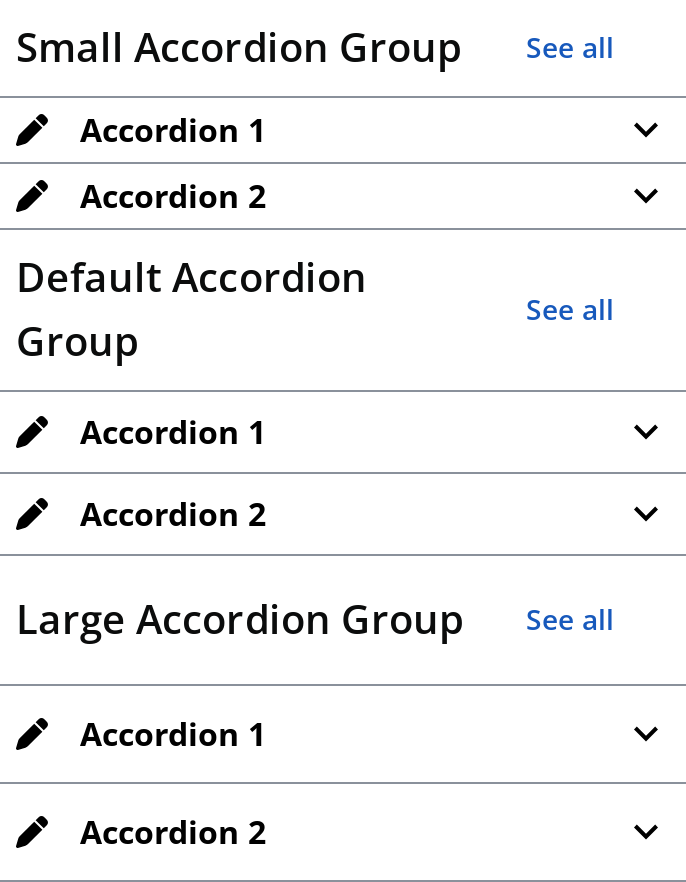 Small Accordion Group See all
Accordion 1
Accordion 2
Default Accordion
Group
See all
Accordion 1
Accordion 2
Large Accordion Group See all
Accordion 1
Accordion 2